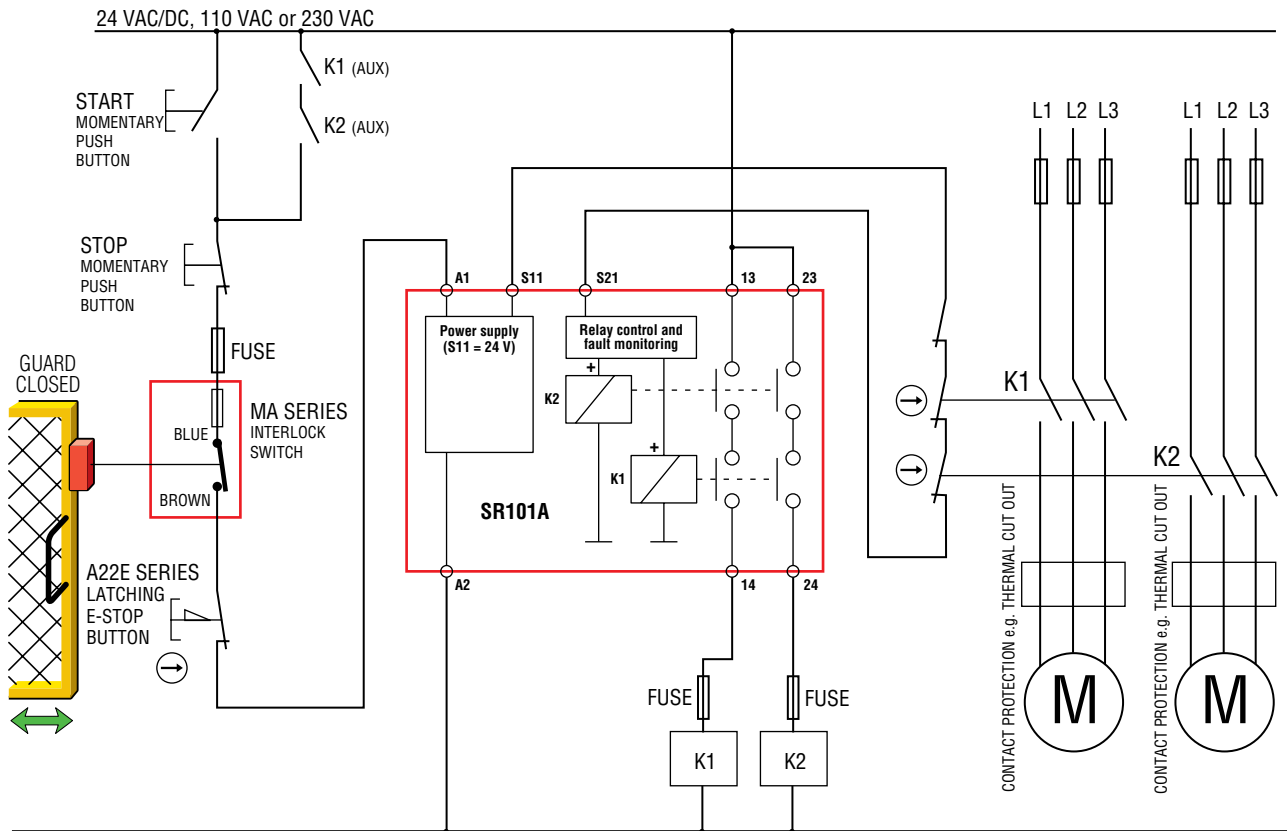 24 VAC/DC, 110 VAC or 230 VAC
K1 (AUX)
K2 (AUX)
START
MOMENTARY
PUSH
BUTTON
STOP
MOMENTARY
PUSH
BUTTON
FUSE
GUARD
CLOSED
BLUE
BROWN
MA SERIES
INTERLOCK
SWITCH
A22E SERIES
LATCHING
E-STOP
BUTTON
A1
S11
S21
13
23
Power supply
(S11 = 24 V)
Relay control and
fault monitoring
+
K2
+
K1
SR101A
A2
14
24
FUSE
FUSE
K1
K2
L1 L2 L3
L1 L2 L3
K1
K2
CONTACT PROTECTION e.g. THERMAL CUT OUT
M
CONTACT PROTECTION e.g. THERMAL CUT OUT
M